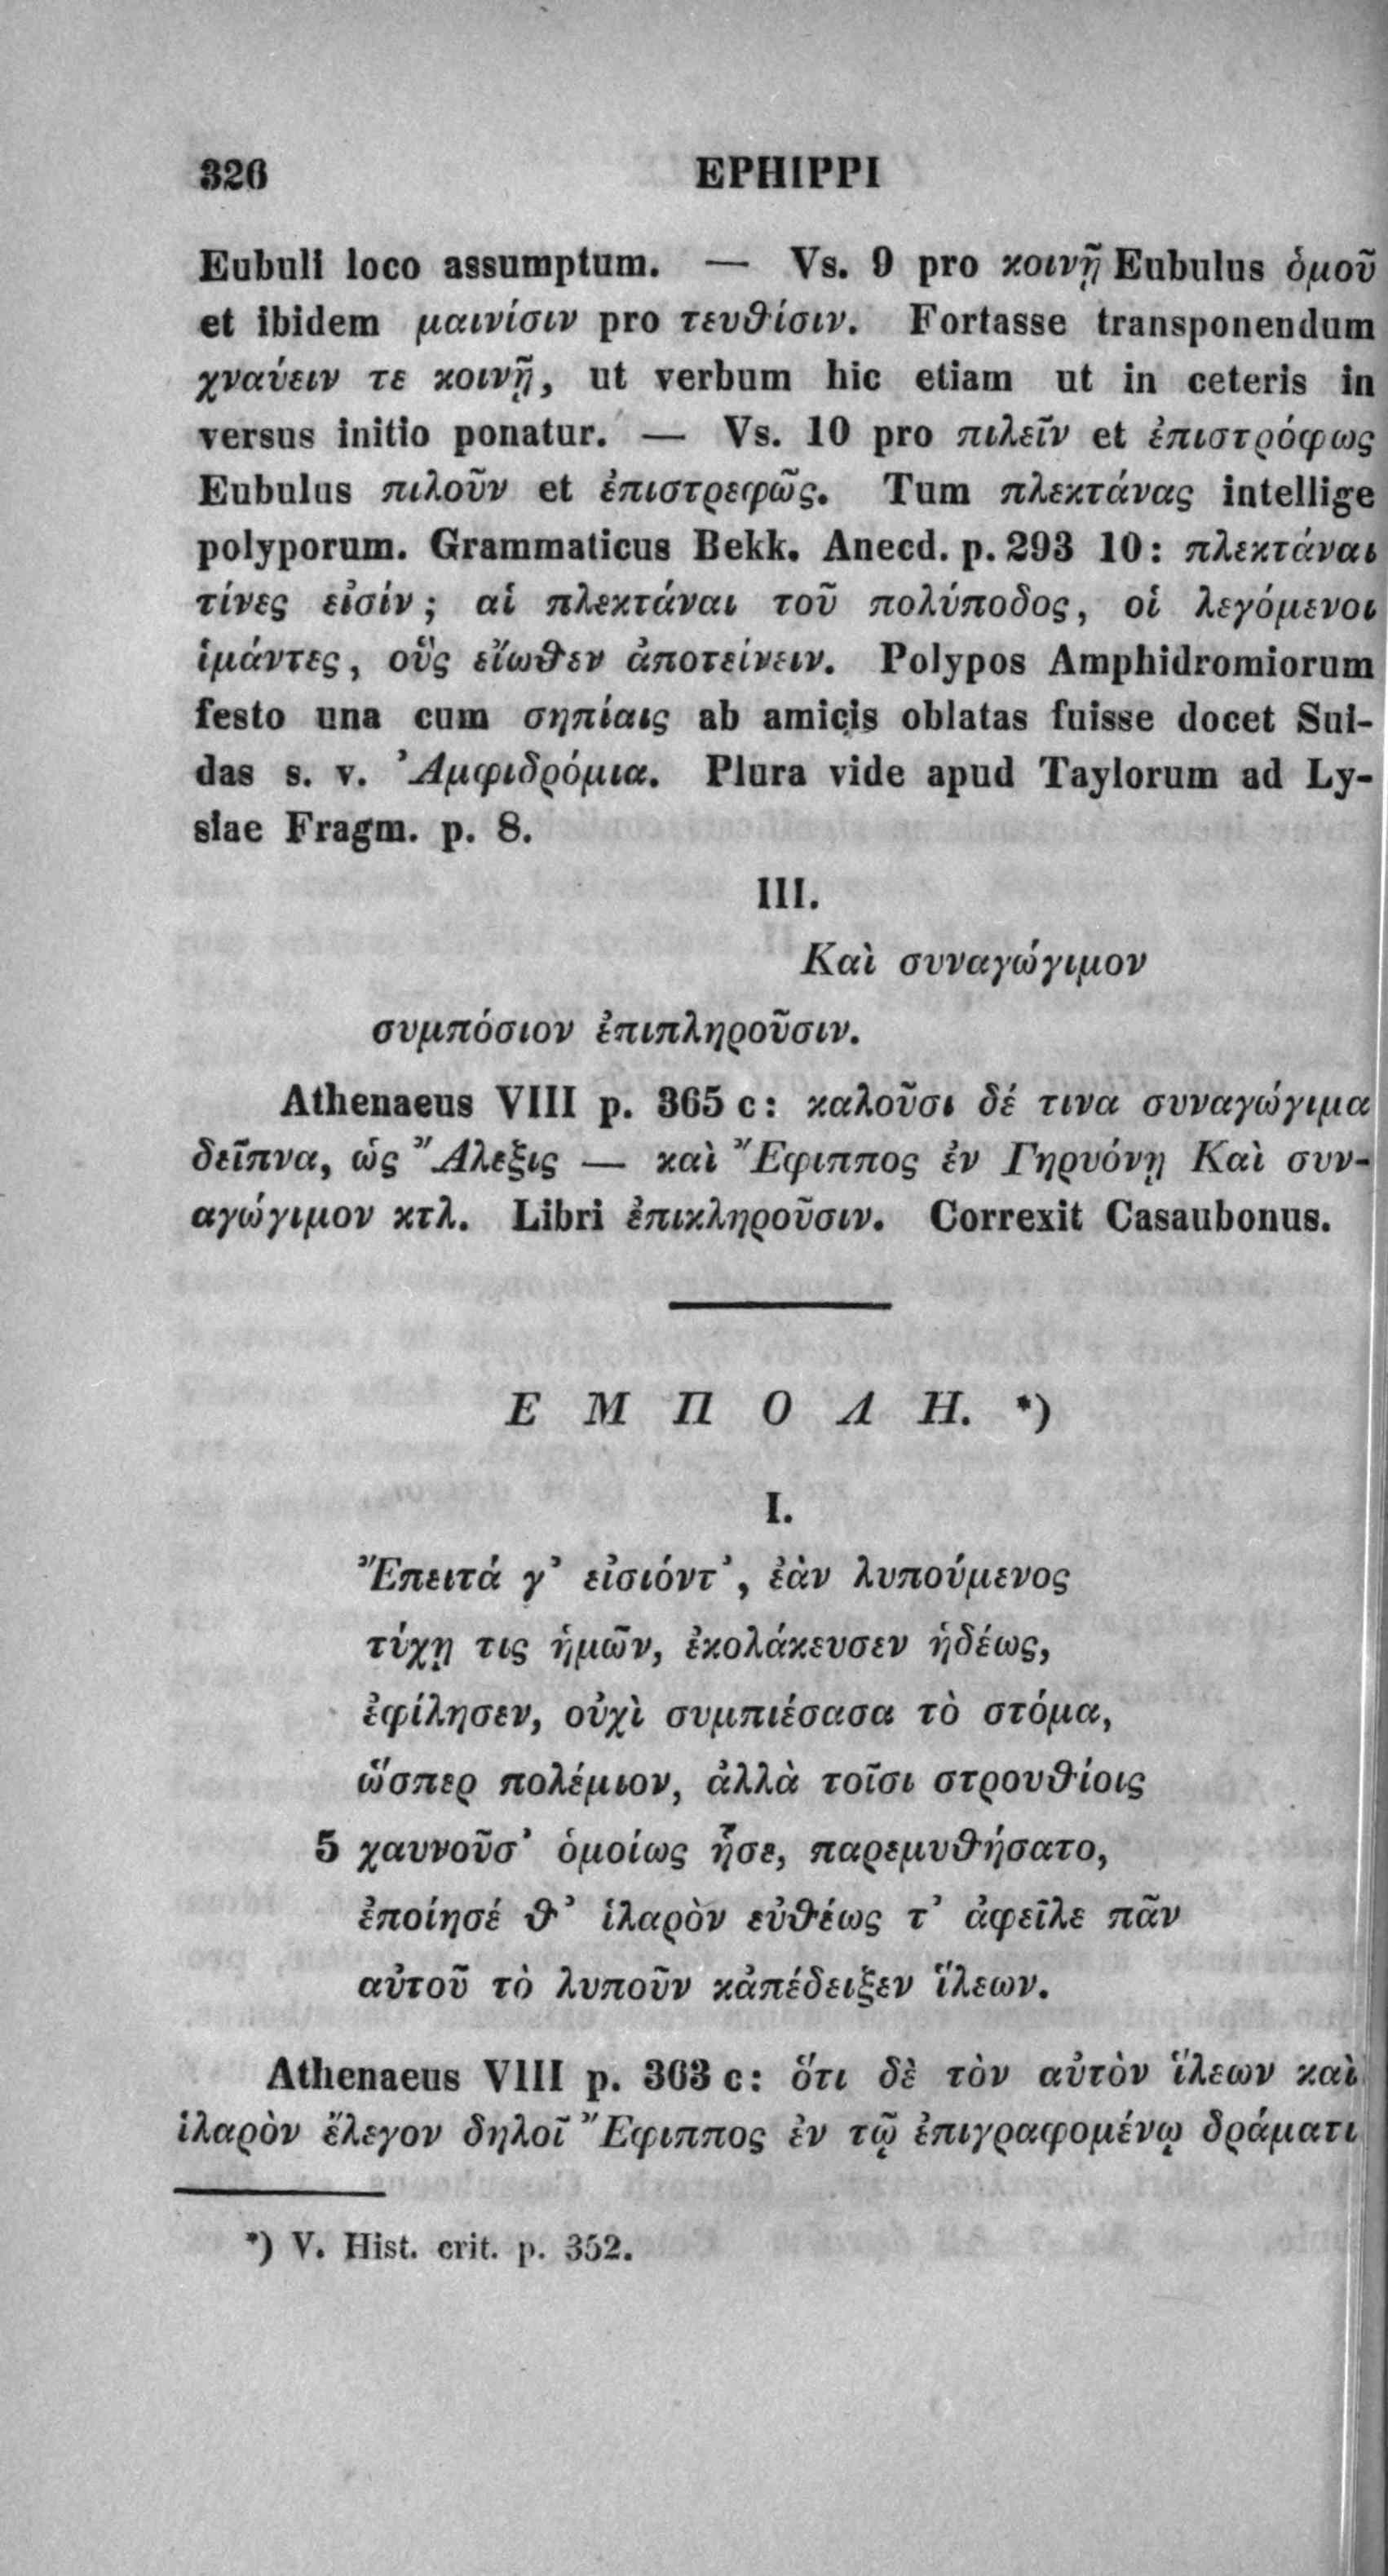 326 EPHIPPI
Eubuli loco assumptum. — Vs. 9 pro κοινῇ Eubulus ὁμοῦ
et ibidem μαινίσιν pro τευθίσιν. Fortasse transponendum
χναύειν τε κοινῇ, ut verbum hic etiam ut in ceteris in
versus initio ponatur. — Vs. 10 pro πιλεῖν et ἐπιστρόφως
Eubulus πιλοῦν et ἐπιστρεφῶς. Tum πλεκτάνας intellige
polyporum. Grammaticus Bekk. Anecd. p. 293 10: πλεκτάναι
τίνες εἰσίν; αἱ πλεκτάναι τοῦ πολύποδος, οἱ λεγόμενοι
ἱμάντες, οὓς εἴωθεν ἀποτείνειν. Polypos Amphidromiorum
festo una cum σηπίαις ab amicis oblatas fuisse docet Sui-
das s. v. Ἀμφιδρόμια. Plura vide apud Taylorum ad Ly-
siae Fragm. p. 8.
III.
Καὶ συναγώγιμον
συμπόσιον ἐπιπληροῦσιν.
Athenaeus VIII p. 365 c: καλοῦσι δέ τινα συναγώγιμα
δεῖπνα, ὡς Ἄλεξις — καὶ Ἔφιππος ἐν Γηρυόνῃ Καὶ συν-
αγώγιμον κτλ. Libri ἐπικληροῦσιν. Correxit Casaubonus.
Ε Μ Π Ο Λ Η. *)
I.
Ἔπειτά γ᾽ εἰσιόντ᾽, ἐὰν λυπούμενος
τύχῃ τις ἡμῶν, ἐκολάκευσεν ἡδέως,
ἐφίλησεν, οὐχὶ συμπιέσασα τὸ στόμα,
ὥσπερ πολέμιον, ἀλλὰ τοῖσι στρουθίοις
5 χαυνοῦσ᾽ ὁμοίως ᾖσε, παρεμυθήσατο,
ἐποίησέ θ᾽ ἱλαρὸν εὐθέως τ᾽ ἀφεῖλε πᾶν
αὐτοῦ τὸ λυποῦν κἀπέδειξεν ἵλεων.
Athenaeus VIII p. 363 c: ὅτι δὲ τὸν αὐτὸν ἵλεων καὶ
ἱλαρὸν ἔλεγον δηλοῖ Ἔφιππος ἐν τῷ ἐπιγραφομένῳ δράματι
*) V. Hist. crit. p. 352.